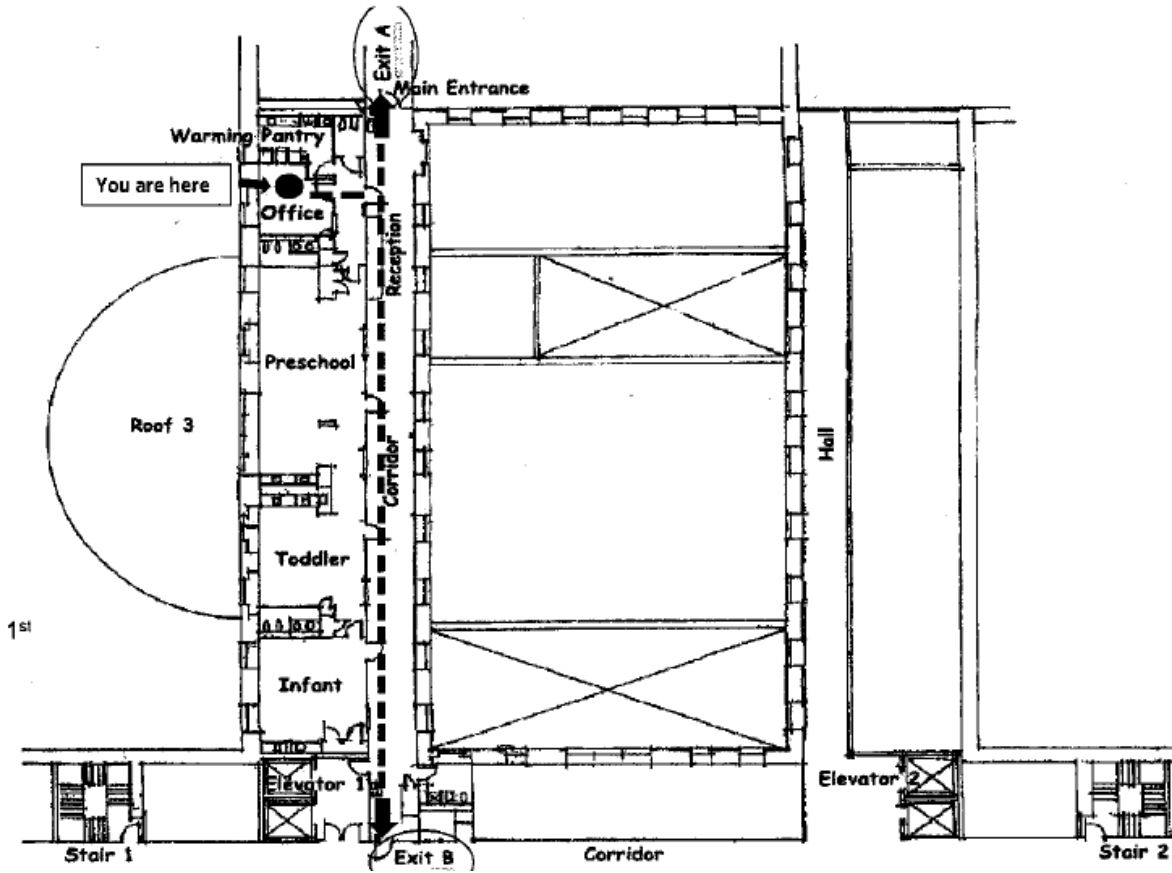 Exit A
Main Entrance
Warming Pantry
You are here
Office
Reception
Preschool
Roof 3
Corridor
Hall
Toddler
1st
Infant
Elevator 1
Elevator 2
Stair 1
Exit B
Corridor
Stair 2